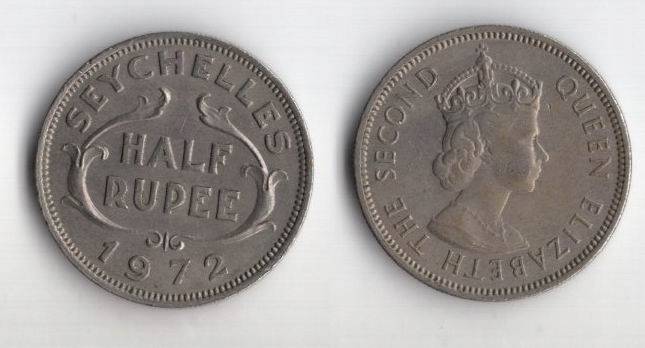 SEYCHELLES
HALF
RUPEE
1972
QUEEN ELIZABETH THE SECOND